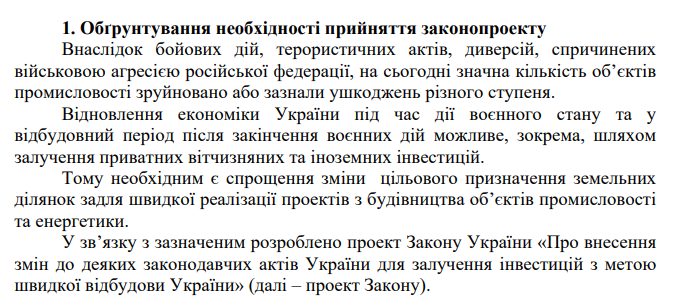 1. Обґрунтування необхідності прийняття законопроекту
Внаслідок бойових дій, терористичних актів, диверсій, спричинених
військовою агресією російської федерації, на сьогодні значна кількість об’єктів
промисловості зруйновано або зазнали ушкоджень різного ступеня.
Відновлення економіки України під час дії воєнного стану та у
відбудовний період після закінчення воєнних дій можливе, зокрема, шляхом
залучення приватних вітчизняних та іноземних інвестицій.
Тому необхідним є спрощення зміни цільового призначення земельних
ділянок задля швидкої реалізації проектів з будівництва об’єктів промисловості
та енергетики.
У зв’язку з зазначеним розроблено проект Закону України «Про внесення
змін до деяких законодавчих актів України для залучення інвестицій з метою
швидкої відбудови України» (далі – проект Закону).